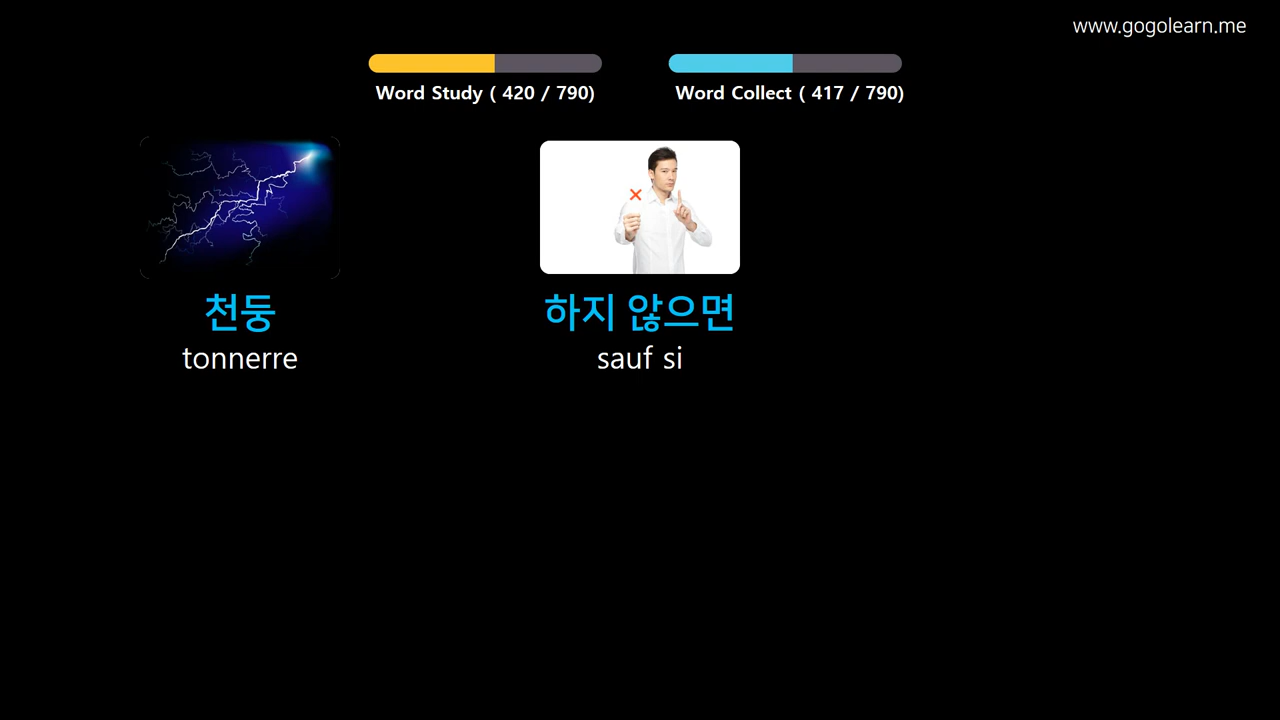 www.gogolearn.me
Word Study ( 420 / 790)
Word Collect ( 417 / 790)
천둥
tonnerre
하지 않으면
sauf si